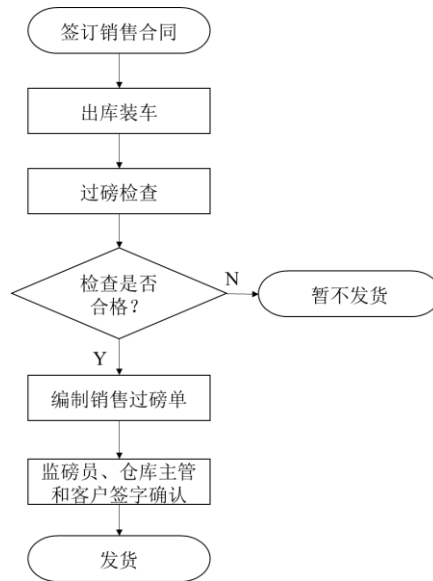 签订销售合同
出库装车
过磅检查
检查是否
合格？
N
暂不发货
Y
编制销售过磅单
监磅员、仓库主管
和客户签字确认
发货